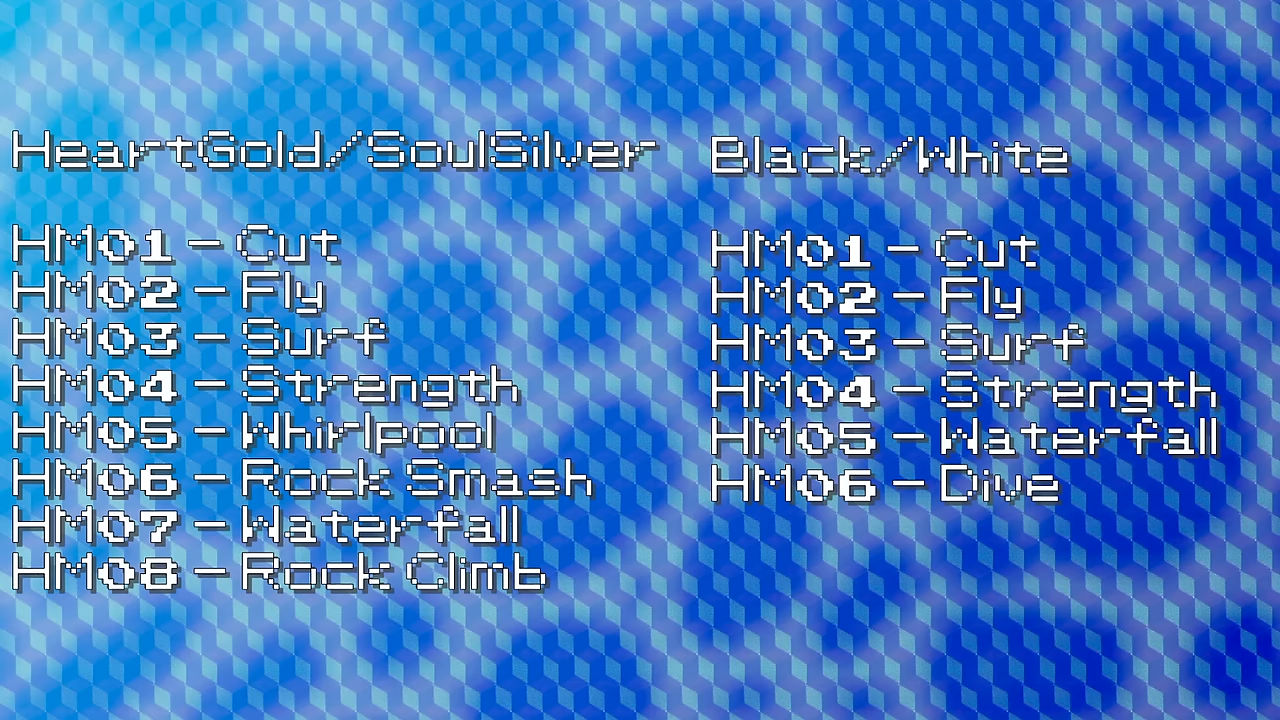 HeartGold/SoulSilver
HM01 – Cut
HM02 – Fly
HM03 – Surf
HM04 – Strength
HM05 – Whirlpool
HM06 – Rock Smash
HM07 – Waterfall
HM08 – Rock Climb
Black/White
HM01 – Cut
HM02 – Fly
HM03 – Surf
HM04 – Strength
HM05 – Waterfall
HM06 – Dive